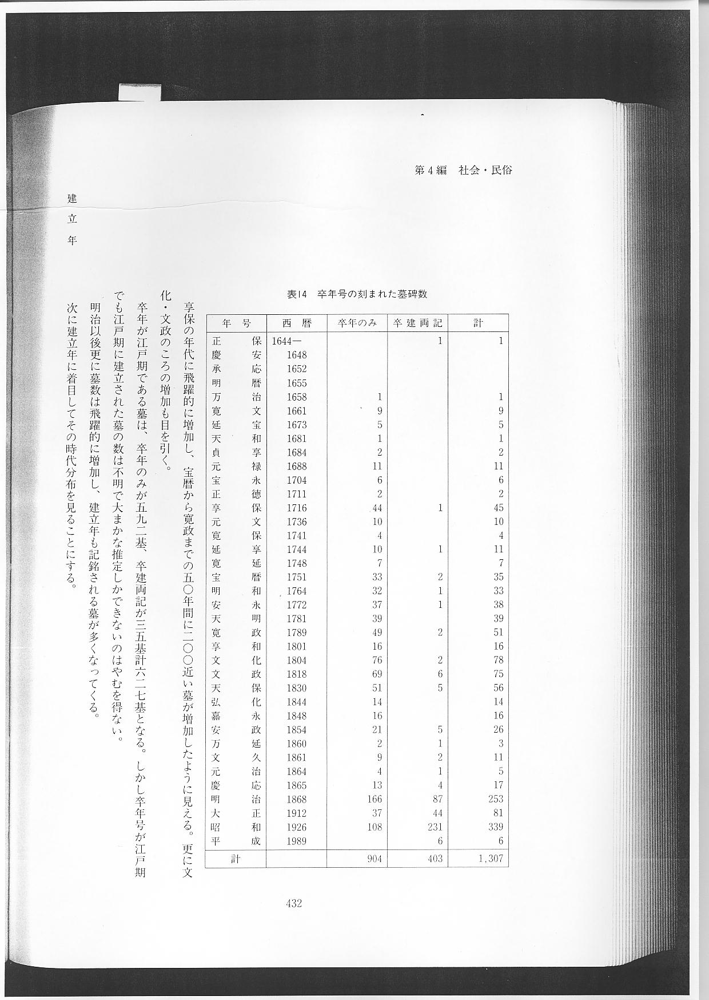 第4編　社会・民俗
表14　卒年号の刻まれた墓碑数
年号　西暦　卒年のみ　卒建両記　計
正保　1644―　　1　1
慶安　1648
承応　1652
明暦　1655
万治　1658　1　　1
寛文　1661　9　　9
延宝　1673　5　　5
天和　1681　1　　1
貞享　1684　2　　2
元禄　1688　11　　11
宝永　1704　6　　6
正徳　1711　2　　2
享保　1716　44　1　45
元文　1736　10　　10
寛保　1741　4　　4
延享　1744　10　1　11
寛延　1748　7　　7
宝暦　1751　33　2　35
明和　1764　32　1　33
安永　1772　37　1　38
天明　1781　39　　39
寛政　1789　49　2　51
享和　1801　16　　16
文化　1804　76　2　78
文政　1818　69　6　75
天保　1830　51　5　56
弘化　1844　14　　14
嘉永　1848　16　　16
安政　1854　21　5　26
万延　1860　2　1　3
文久　1861　9　2　11
元治　1864　4　1　5
慶応　1865　13　4　17
明治　1868　166　87　253
大正　1912　37　44　81
昭和　1926　108　231　339
平成　1989　　6　6
計　　904　403　1,307
享保の年代に飛躍的に増加し、宝暦から寛政までの五〇年間に二〇〇近い墓が増加したように見える。更に文
化・文政のころの増加も目を引く。
卒年が江戸期である墓は、卒年のみが五九二基、卒建両記が三五基計六二七基となる。しかし卒年号が江戸期
でも江戸期に建立された墓の数は不明で大まかな推定しかできないのはやむを得ない。
明治以後更に墓数は飛躍的に増加し、建立年も記銘される墓が多くなってくる。
建立年
次に建立年に着目してその時代分布を見ることにする。
432